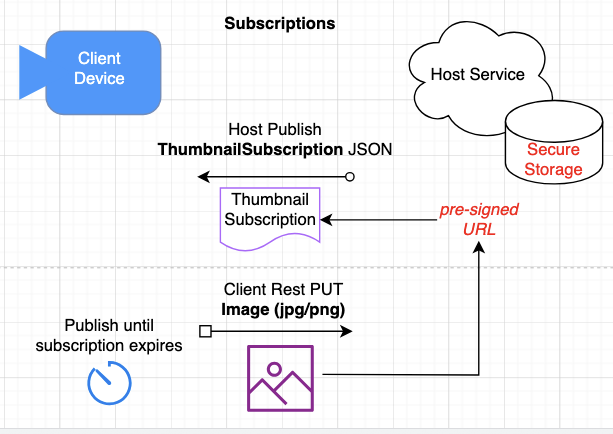 Subscriptions
Client
Device
Host Service
Secure
Storage
Host Publish
ThumbnailSubscription JSON
Thumbnail
Subscription
pre-signed
URL
Client Rest PUT
Image (jpg/png)
Publish until
subscription expires